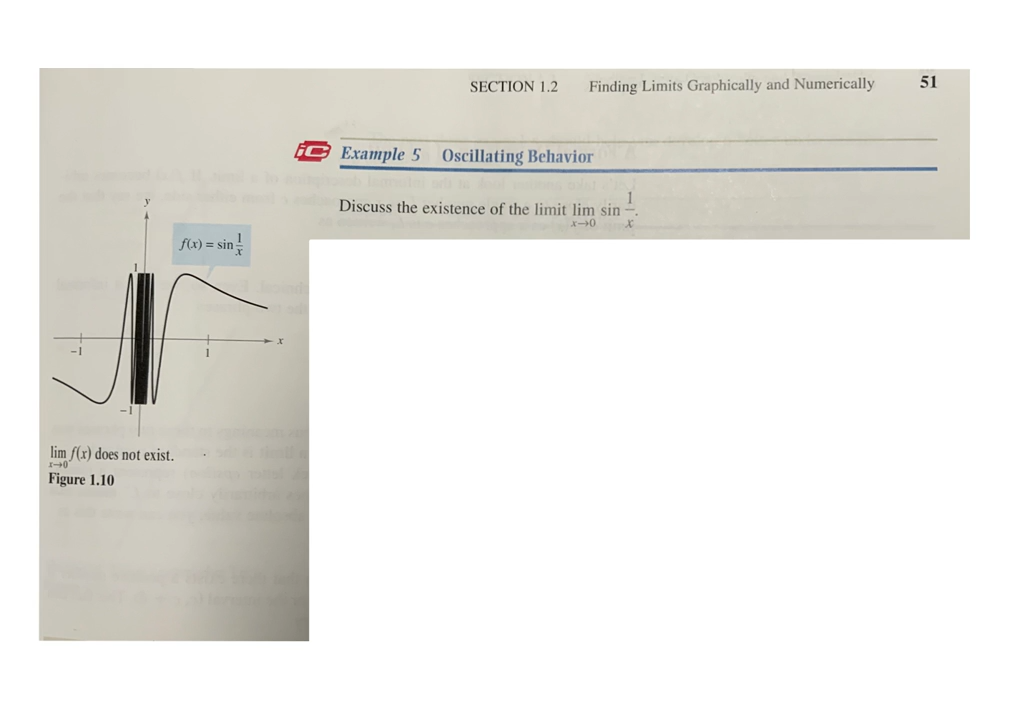 SECTION 1.2 Finding Limits Graphically and Numerically 51
iC Example 5 Oscillating Behavior
Discuss the existence of the limit lim x→0 sin 1/x.
y
f(x) = sin 1/x
1
x
−1
1
−1
lim x→0 f(x) does not exist.
Figure 1.10